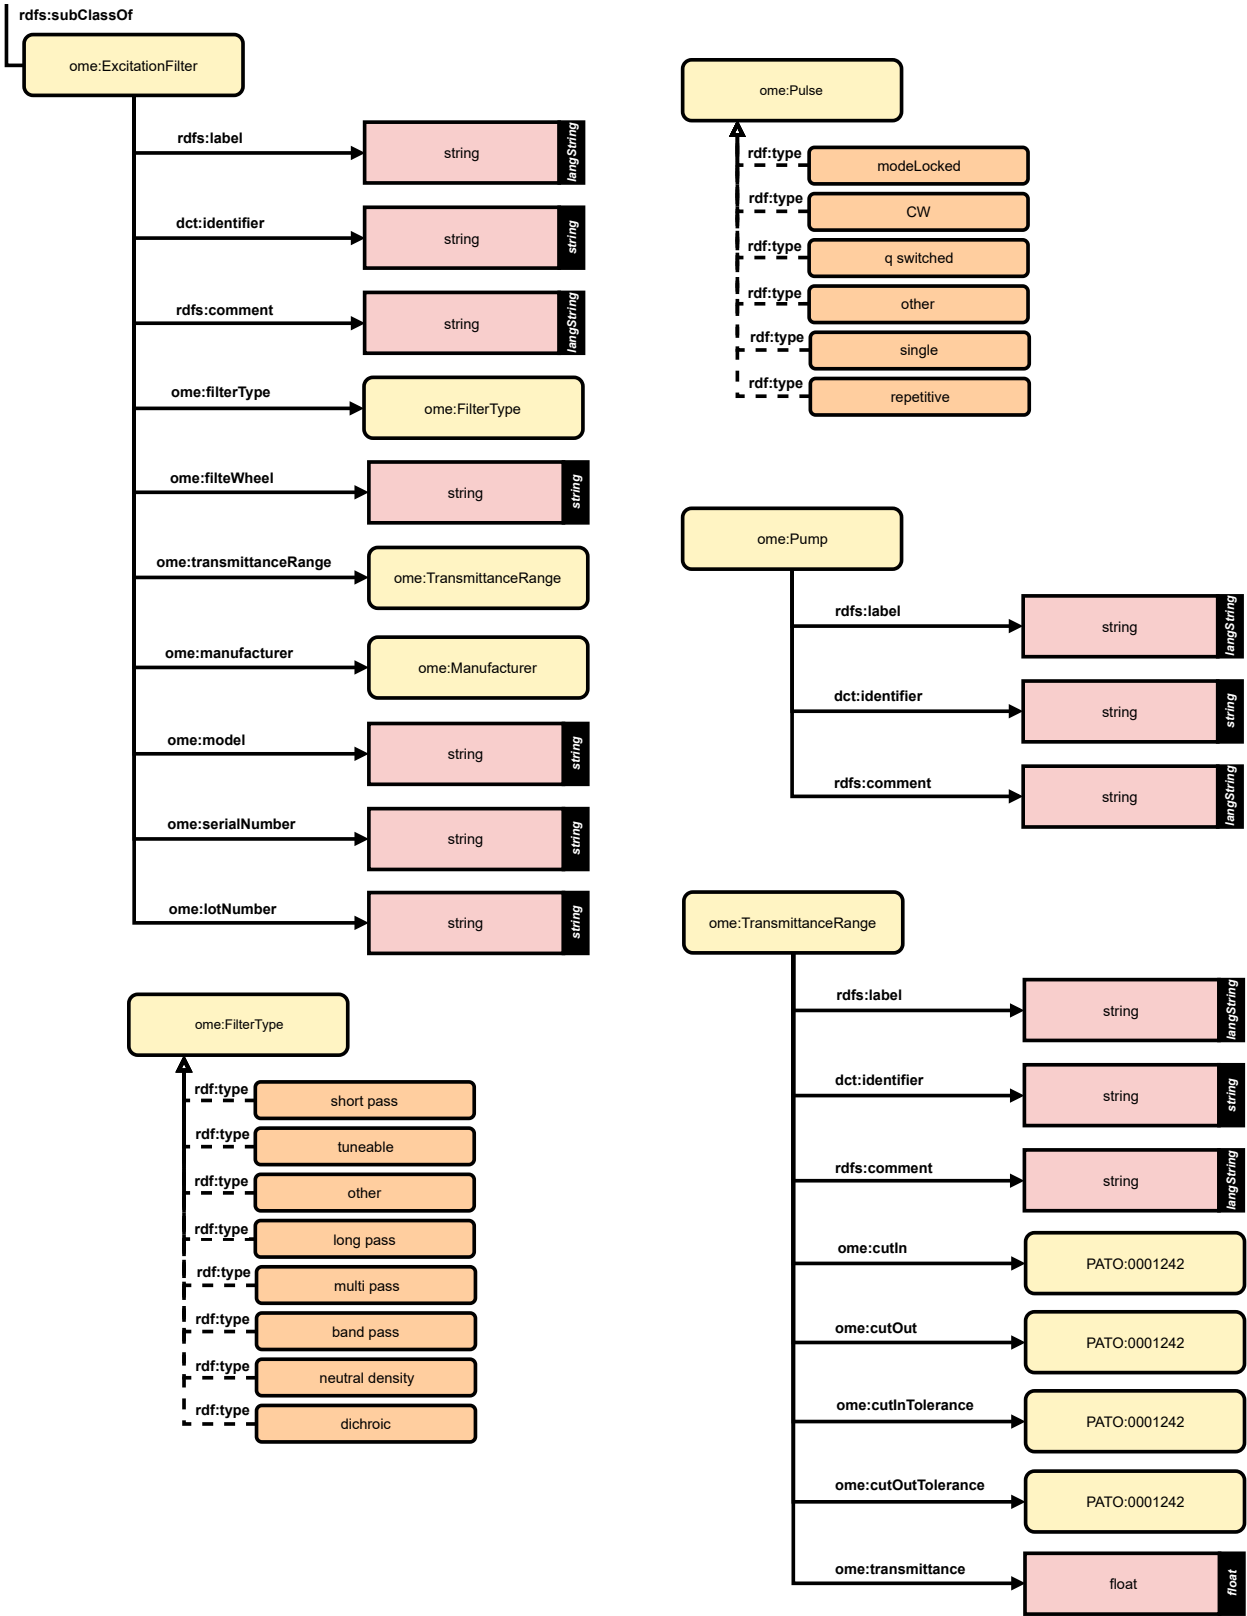 rdfs:subClassOf
ome:ExcitationFilter
rdfs:label
string
langString
dct:identifier
string
string
rdfs:comment
string
langString
ome:filterType
ome:FilterType
ome:filteWheel
string
string
ome:transmittanceRange
ome:TransmittanceRange
ome:manufacturer
ome:Manufacturer
ome:model
string
string
ome:serialNumber
string
string
ome:lotNumber
string
string
ome:FilterType
rdf:type
short pass
rdf:type
tuneable
rdf:type
other
rdf:type
long pass
rdf:type
multi pass
rdf:type
band pass
rdf:type
neutral density
rdf:type
dichroic
ome:Pulse
rdf:type
modeLocked
rdf:type
CW
rdf:type
q switched
rdf:type
other
rdf:type
single
rdf:type
repetitive
ome:Pump
rdfs:label
string
langString
dct:identifier
string
string
rdfs:comment
string
langString
ome:TransmittanceRange
rdfs:label
string
langString
dct:identifier
string
string
rdfs:comment
string
langString
ome:cutIn
PATO:0001242
ome:cutOut
PATO:0001242
ome:cutInTolerance
PATO:0001242
ome:cutOutTolerance
PATO:0001242
ome:transmittance
float
float